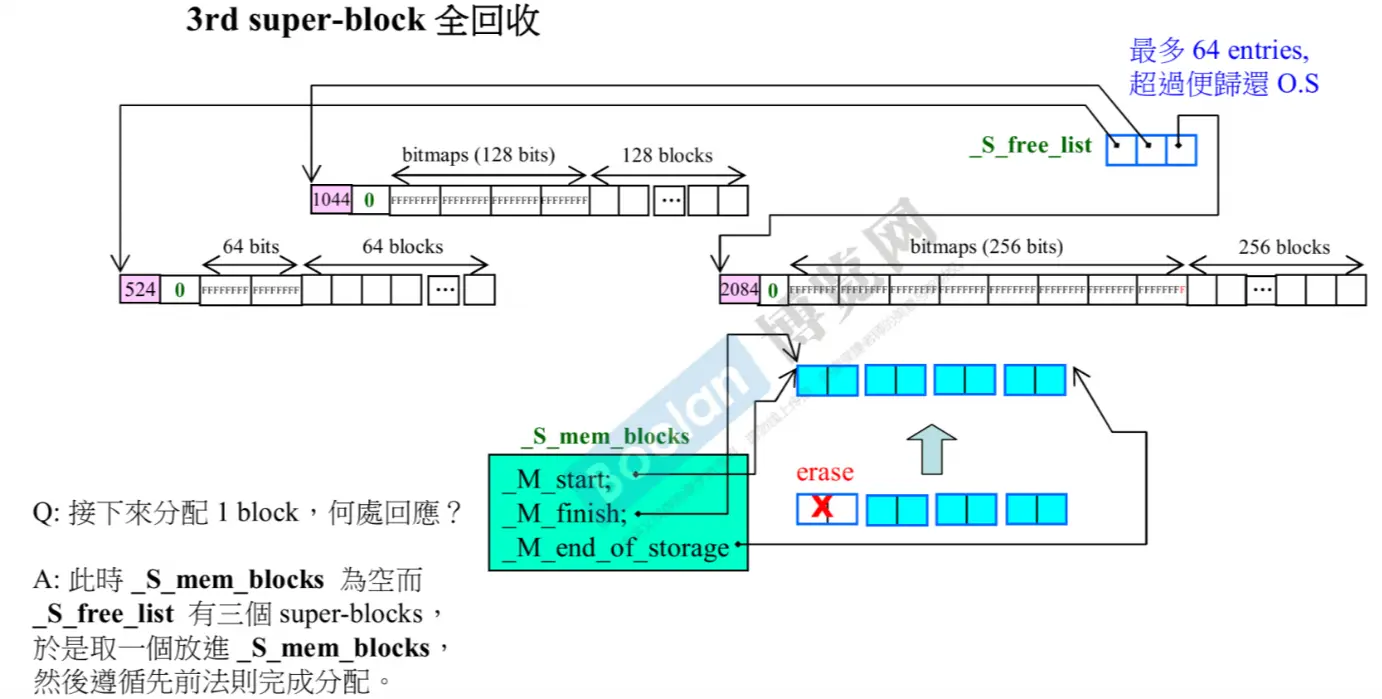 3rd super-block 全回收
最多 64 entries,
超過便歸還 O.S
_S_free_list
bitmaps (128 bits)
128 blocks
1044
0
FFFFFFFF
FFFFFFFF
FFFFFFFF
FFFFFFFF
...
64 bits
64 blocks
524
0
FFFFFFFF
FFFFFFFF
...
bitmaps (256 bits)
256 blocks
2084
0
FFFFFFFF
FFFFFFFF
FFFFFFFF
FFFFFFFF
FFFFFFFF
FFFFFFFF
FFFFFFFF
FFFFFFFF
...
Boolan
博览网
_S_mem_blocks
_M_start;
_M_finish;
_M_end_of_storage
erase
X
Q: 接下來分配 1 block，何處回應？
A: 此時 _S_mem_blocks 為空而
_S_free_list 有三個 super-blocks，
於是取一個放進 _S_mem_blocks，
然後遵循先前法則完成分配。